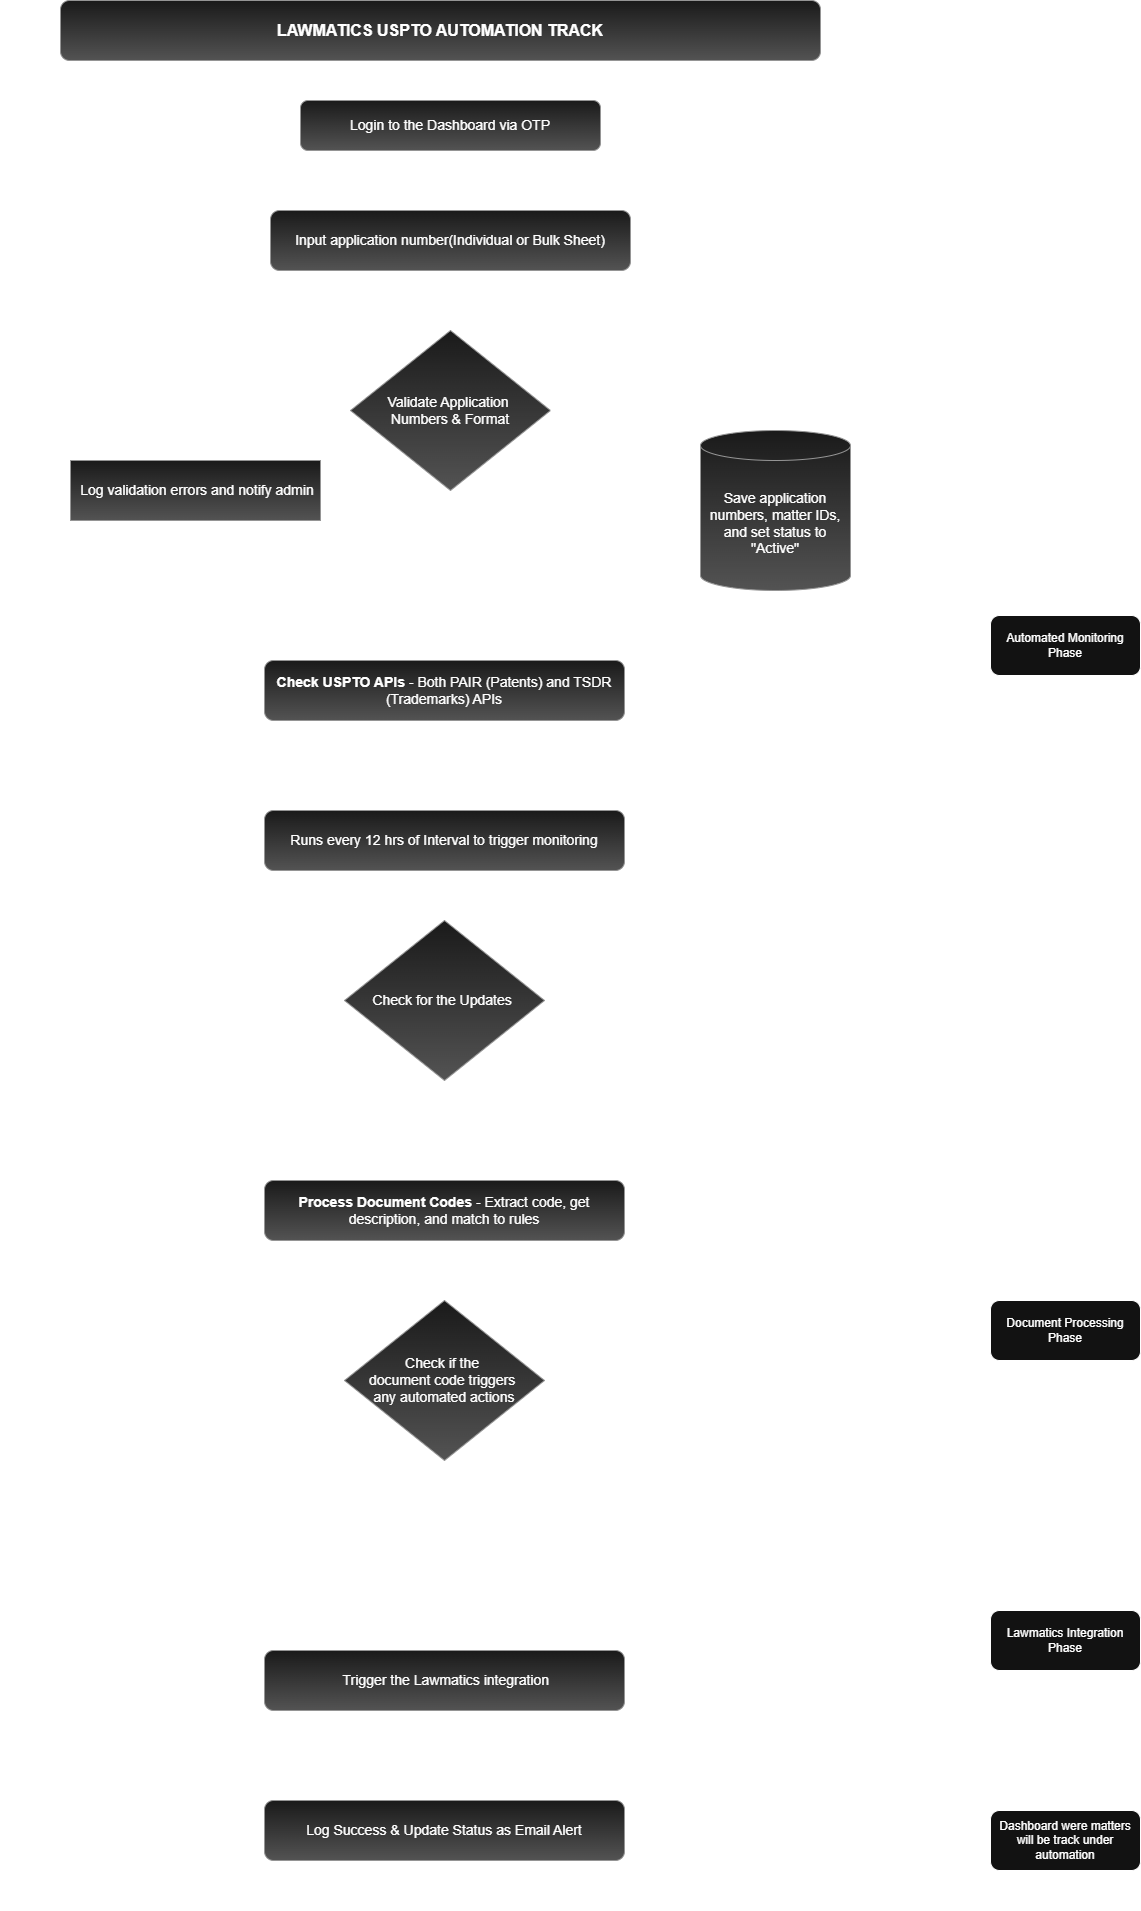 LAWMATICS USPTO AUTOMATION TRACK
Login to the Dashboard via OTP
Input application number(Individual or Bulk Sheet)
Validate Application
Numbers & Format
Log validation errors and notify admin
Save application
numbers, matter IDs,
and set status to
"Active"
Automated Monitoring
Phase
Check USPTO APIs - Both PAIR (Patents) and TSDR
(Trademarks) APIs
Runs every 12 hrs of Interval to trigger monitoring
Check for the Updates
Process Document Codes - Extract code, get
description, and match to rules
Document Processing
Phase
Check if the
document code triggers
any automated actions
Lawmatics Integration
Phase
Trigger the Lawmatics integration
Log Success & Update Status as Email Alert
Dashboard were matters
will be track under
automation